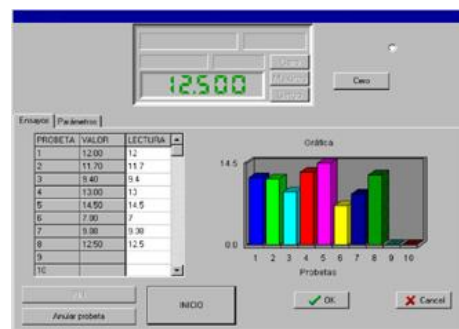 12.500
Cero
Ensayos Parámetros
PROBETA VALOR LECTURA
1 12.00 12
2 11.70 11.7
3 9.40 9.4
4 13.00 13
5 14.50 14.5
6 7.00 7
7 9.00
8 12.50 12.5
9
10
Gráfica
14.5
0.0
1 2 3 4 5 6 7 8 9 10
Probetas
Anular probeta
INICIO
OK
Cancel